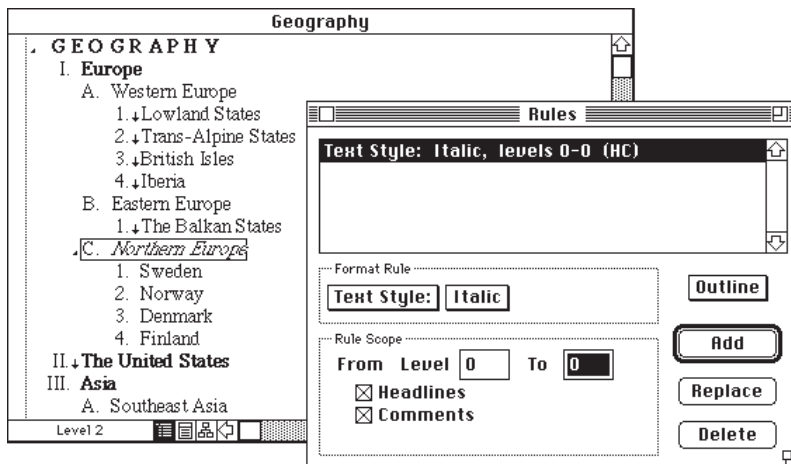 Geography
GEOGRAPHY
I. Europe
A. Western Europe
1. Lowland States
2. Trans-Alpine States
3. British Isles
4. Iberia
B. Eastern Europe
1. The Balkan States
C. Northern Europe
1. Sweden
2. Norway
3. Denmark
4. Finland
II. The United States
III. Asia
A. Southeast Asia
Level 2
Rules
Text Style: Italic, levels 0-0 (HC)
Format Rule
Text Style: Italic
Outline
Rule Scope
From Level 0 To 0
Headlines
Comments
Add
Replace
Delete